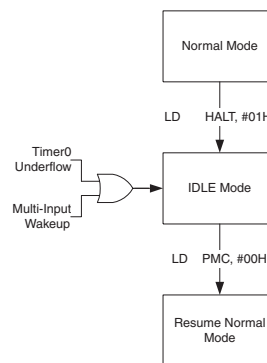 Normal Mode
LD HALT, #01H
Timer0
Underflow
IDLE Mode
Multi-Input
Wakeup
LD PMC, #00H
Resume Normal
Mode